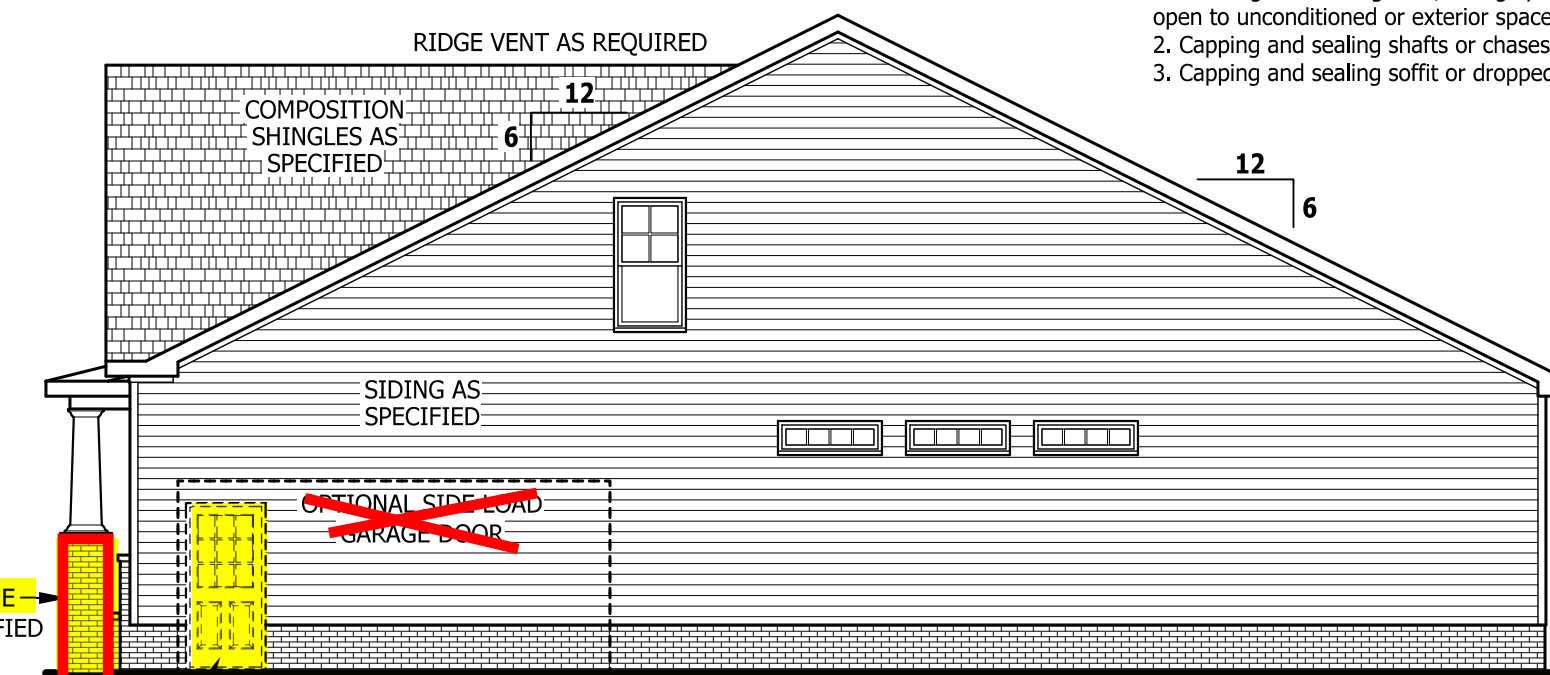 open to unconditioned or exterior space
2. Capping and sealing shafts or chases
3. Capping and sealing soffit or dropped
RIDGE VENT AS REQUIRED
COMPOSITION
SHINGLES AS
SPECIFIED
12
6
12
6
SIDING AS
SPECIFIED
OPTIONAL SIDE LOAD
GARAGE DOOR
E
FIED